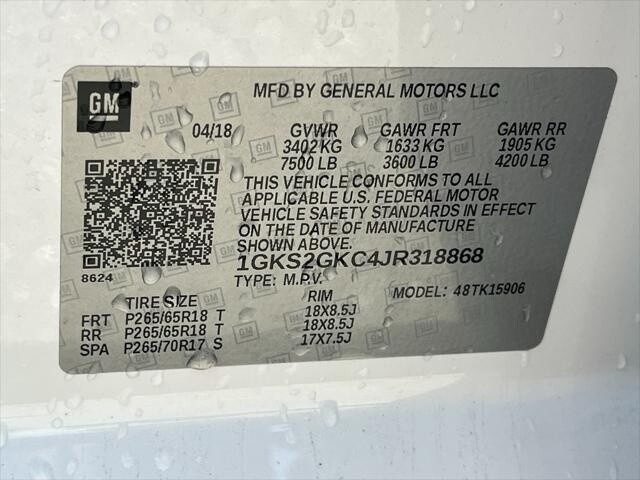 GM
MFD BY GENERAL MOTORS LLC
04/18 GVWR GAWR FRT GAWR RR
3402 KG 1633 KG 1905 KG
7500 LB 3600 LB 4200 LB
THIS VEHICLE CONFORMS TO ALL
APPLICABLE U.S. FEDERAL MOTOR
VEHICLE SAFETY STANDARDS IN EFFECT
ON THE DATE OF MANUFACTURE
SHOWN ABOVE.
1GKS2GKC4JR318868
8624
TYPE: M.P.V. MODEL: 48TK15906
TIRE SIZE RIM
FRT P265/65R18 T 18X8.5J
RR P265/65R18 T 18X8.5J
SPA P265/70R17 S 17X7.5J